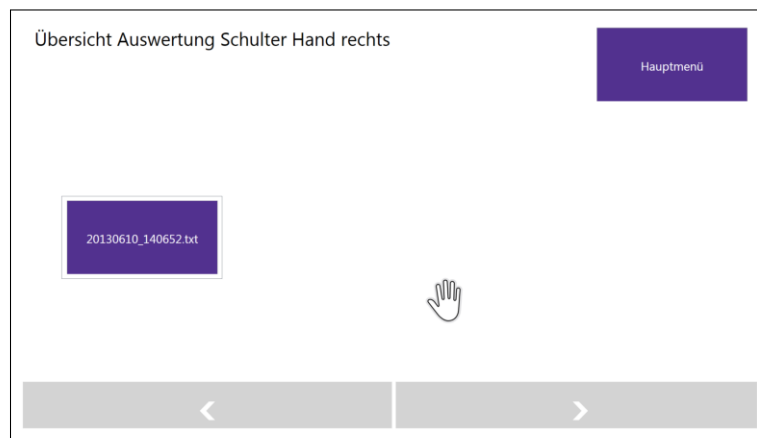 Übersicht Auswertung Schulter Hand rechts
Hauptmenü
20130610_140652.txt